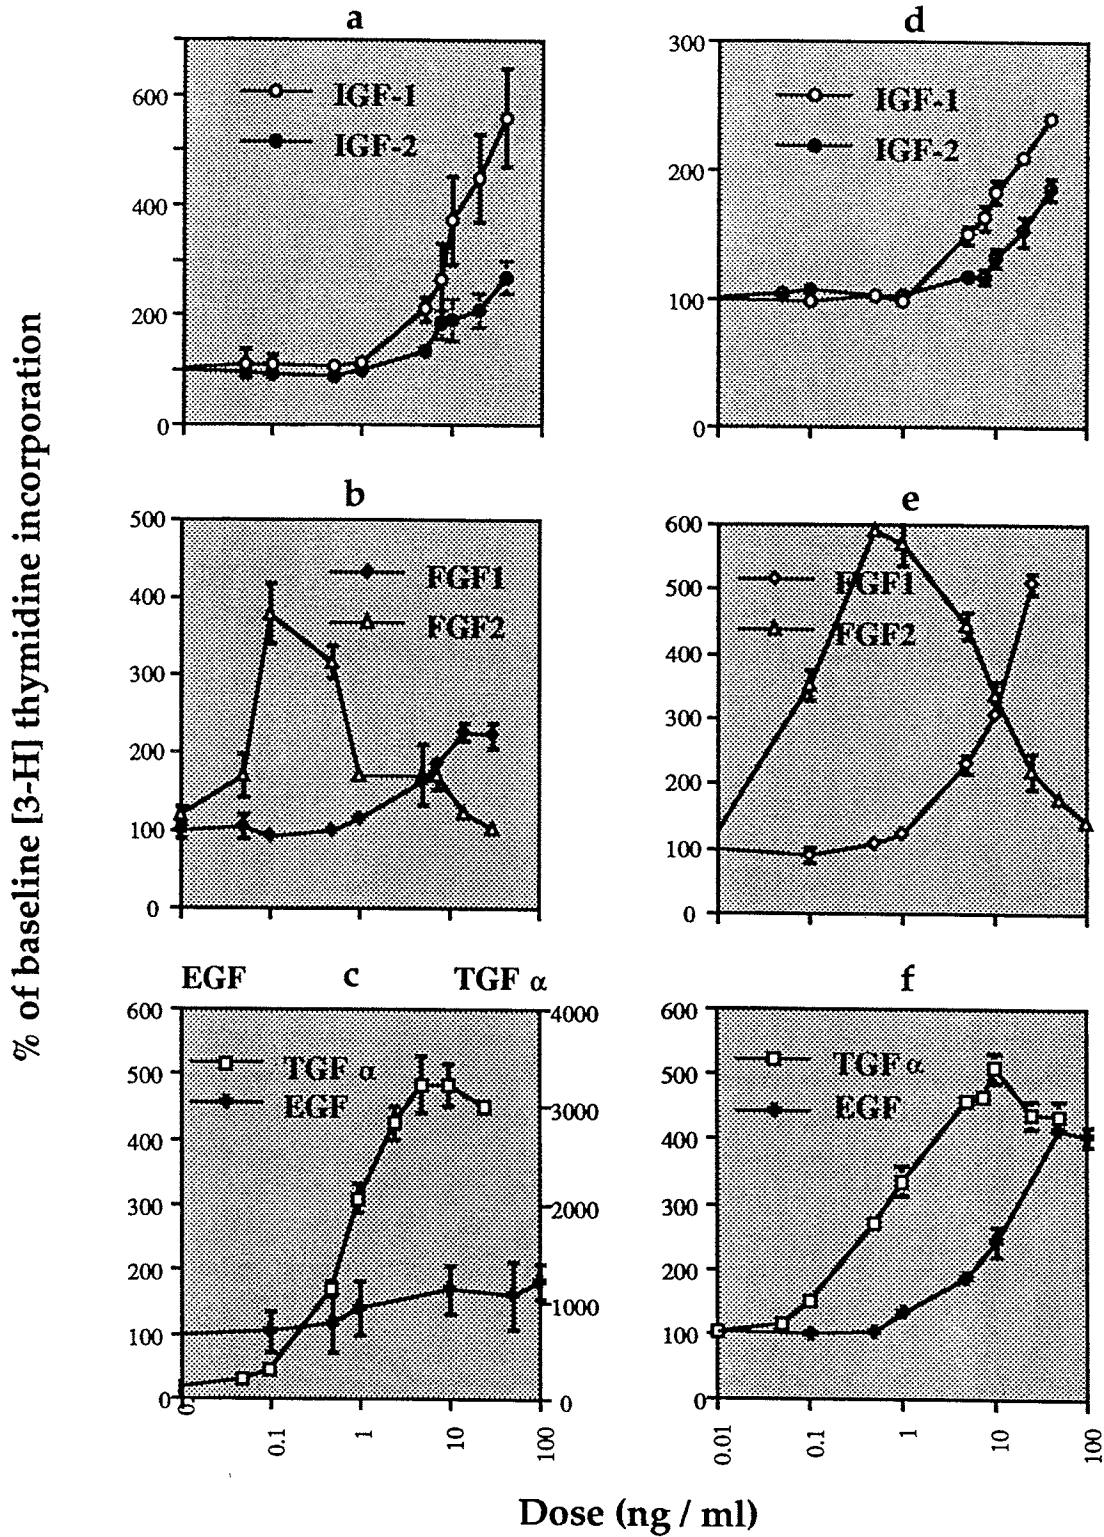 % of baseline [3-H] thymidine incorporation
a
600
400
200
0
IGF-1
IGF-2
d
300
200
100
0
IGF-1
IGF-2
b
500
400
300
200
100
0
FGF1
FGF2
e
600
500
400
300
200
100
0
FGF1
FGF2
EGF c TGF α
600
500
400
300
200
100
0
4000
3000
2000
1000
0
TGF α
EGF
0 0.1 1 10 100
f
600
500
400
300
200
100
0
TGF α
EGF
0.01 0.1 1 10 100
Dose (ng / ml)